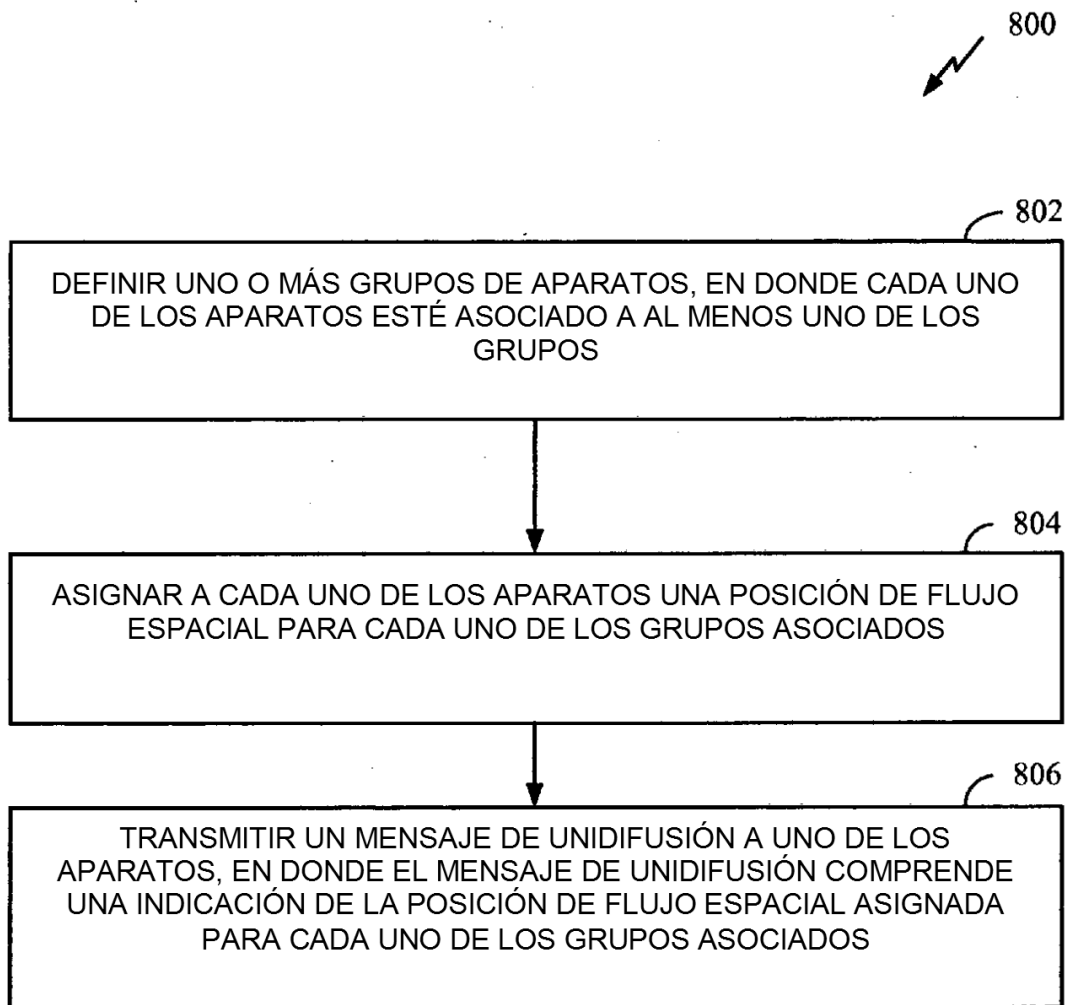 800
802
DEFINIR UNO O MÁS GRUPOS DE APARATOS, EN DONDE CADA UNO
DE LOS APARATOS ESTÉ ASOCIADO A AL MENOS UNO DE LOS
GRUPOS
804
ASIGNAR A CADA UNO DE LOS APARATOS UNA POSICIÓN DE FLUJO
ESPACIAL PARA CADA UNO DE LOS GRUPOS ASOCIADOS
806
TRANSMITIR UN MENSAJE DE UNIDIFUSIÓN A UNO DE LOS
APARATOS, EN DONDE EL MENSAJE DE UNIDIFUSIÓN COMPRENDE
UNA INDICACIÓN DE LA POSICIÓN DE FLUJO ESPACIAL ASIGNADA
PARA CADA UNO DE LOS GRUPOS ASOCIADOS